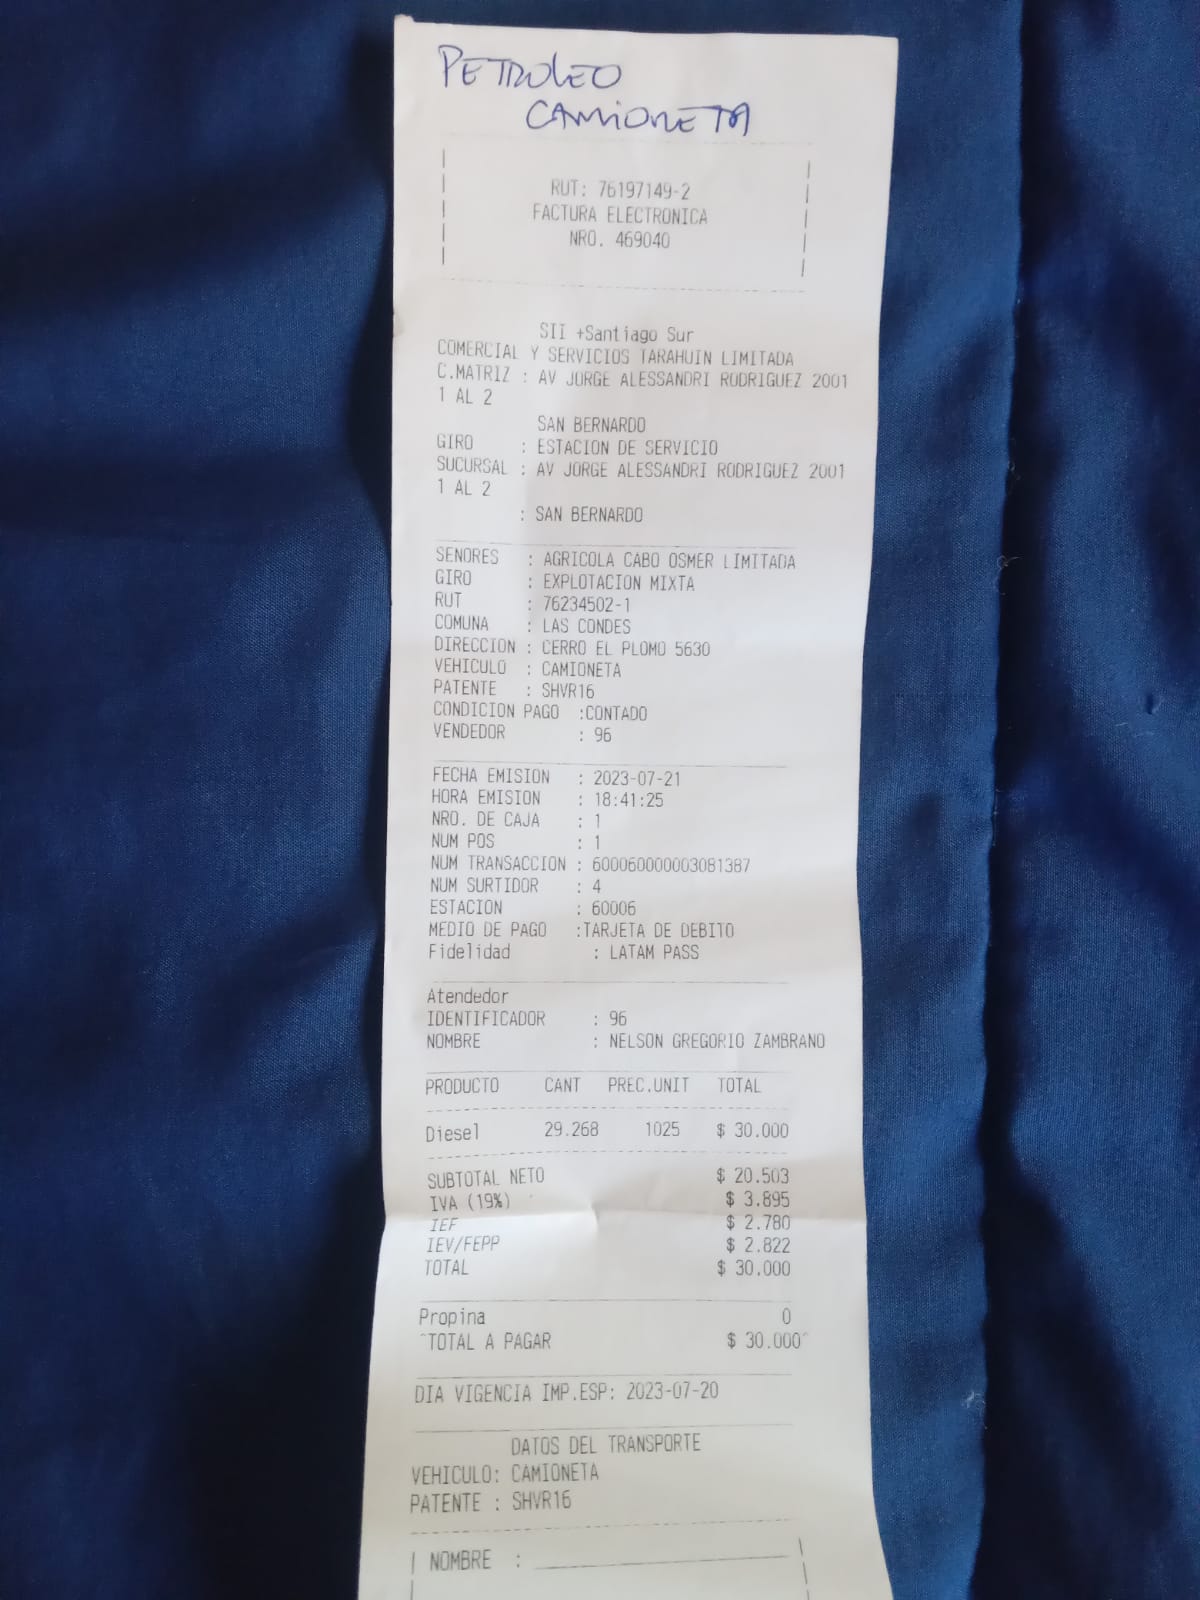 PETROLEO
CAMIONETA
RUT: 76197149-2
FACTURA ELECTRONICA
NRO. 469040
SII +Santiago Sur
COMERCIAL Y SERVICIOS TARAHUIN LIMITADA
C.MATRIZ : AV JORGE ALESSANDRI RODRIGUEZ 2001
1 AL 2
SAN BERNARDO
GIRO : ESTACION DE SERVICIO
SUCURSAL : AV JORGE ALESSANDRI RODRIGUEZ 2001
1 AL 2
: SAN BERNARDO
SENORES : AGRICOLA CABO OSMER LIMITADA
GIRO : EXPLOTACION MIXTA
RUT : 76234502-1
COMUNA : LAS CONDES
DIRECCION : CERRO EL PLOMO 5630
VEHICULO : CAMIONETA
PATENTE : SHVR16
CONDICION PAGO :CONTADO
VENDEDOR : 96
FECHA EMISION : 2023-07-21
HORA EMISION : 18:41:25
NRO. DE CAJA : 1
NUM POS : 1
NUM TRANSACCION : 600060000003081387
NUM SURTIDOR : 4
ESTACION : 60006
MEDIO DE PAGO :TARJETA DE DEBITO
Fidelidad : LATAM PASS
Atendedor
IDENTIFICADOR : 96
NOMBRE : NELSON GREGORIO ZAMBRANO
PRODUCTO CANT PREC.UNIT TOTAL
Diesel 29.268 1025 $ 30.000
SUBTOTAL NETO $ 20.503
IVA (19%) $ 3.895
IEF $ 2.780
IEV/FEPP $ 2.822
TOTAL $ 30.000
Propina 0
^TOTAL A PAGAR $ 30.000^
DIA VIGENCIA IMP.ESP: 2023-07-20
DATOS DEL TRANSPORTE
VEHICULO: CAMIONETA
PATENTE : SHVR16
NOMBRE :